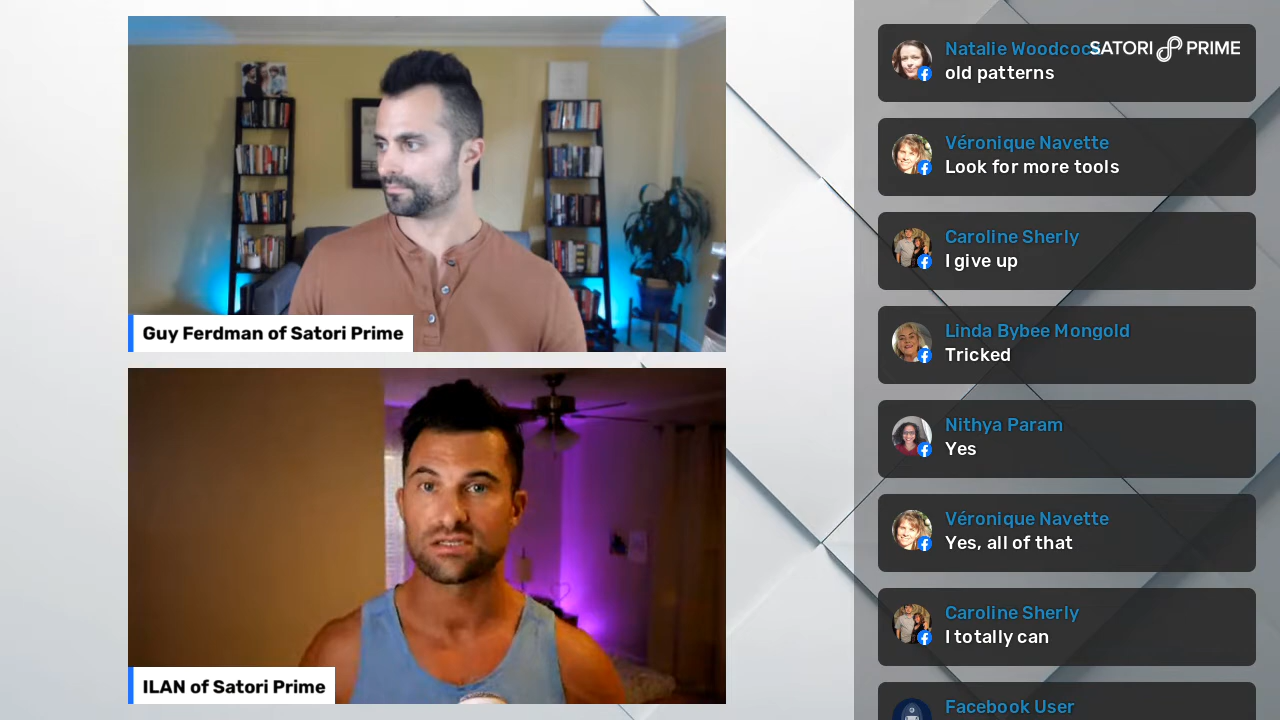 Guy Ferdman of Satori Prime
ILAN of Satori Prime
SATORI PRIME
Natalie Woodcock
old patterns
Véronique Navette
Look for more tools
Caroline Sherly
I give up
Linda Bybee Mongold
Tricked
Nithya Param
Yes
Véronique Navette
Yes, all of that
Caroline Sherly
I totally can
Facebook User